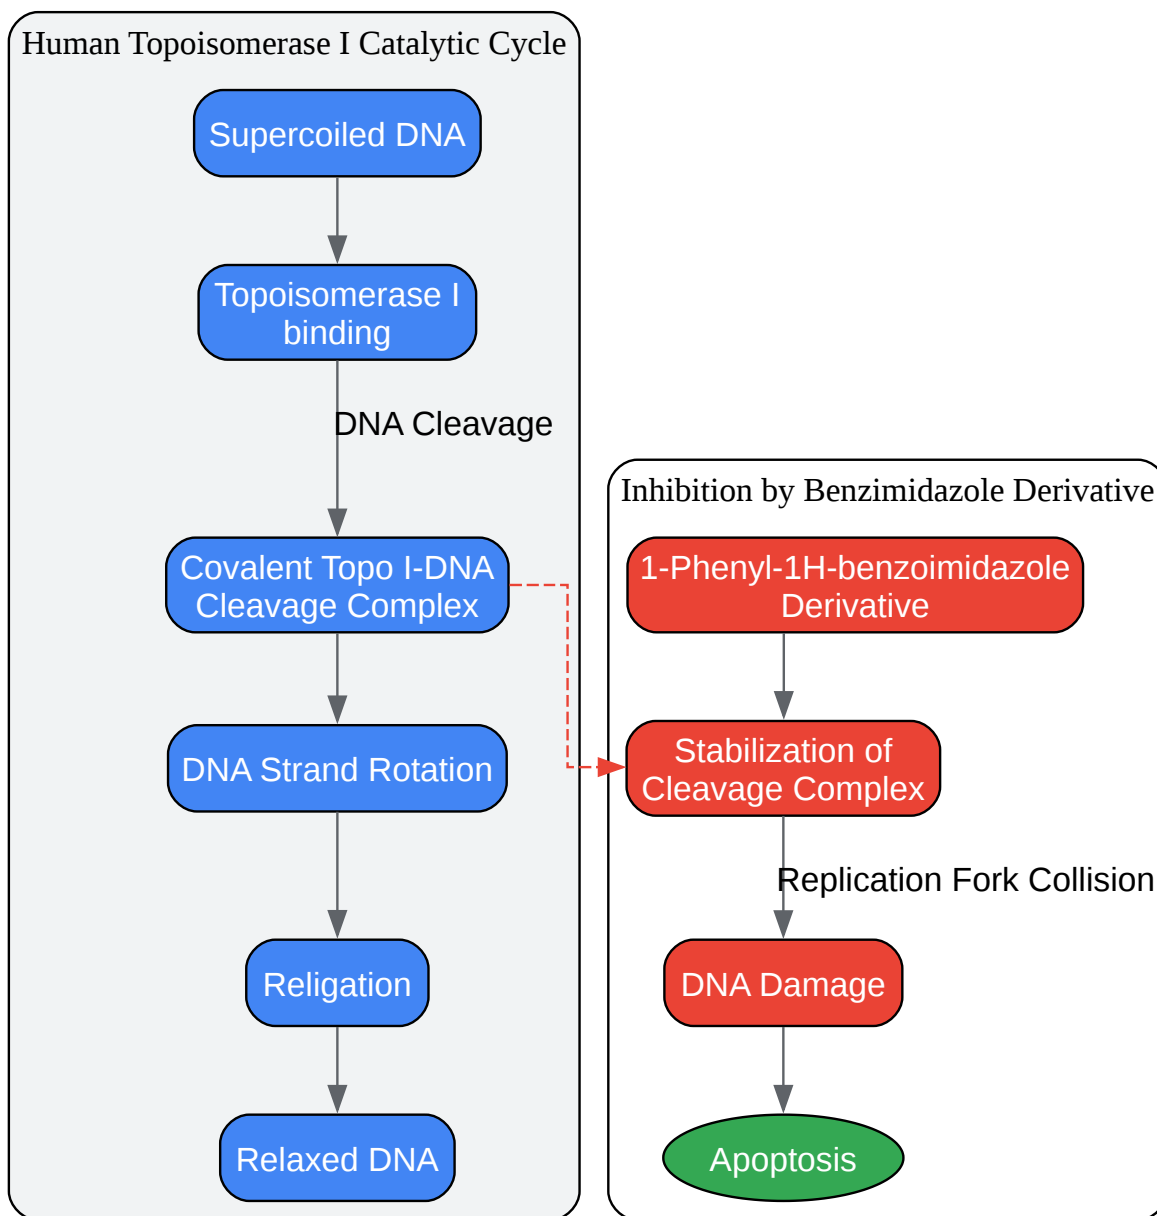 Human Topoisomerase I Catalytic Cycle
Supercoiled DNA
Topoisomerase I
binding
DNA Cleavage
Covalent Topo I-DNA
Cleavage Complex
DNA Strand Rotation
Religation
Relaxed DNA
Inhibition by Benzimidazole Derivative
1-Phenyl-1H-benzoimidazole
Derivative
Stabilization of
Cleavage Complex
Replication Fork Collision
DNA Damage
Apoptosis